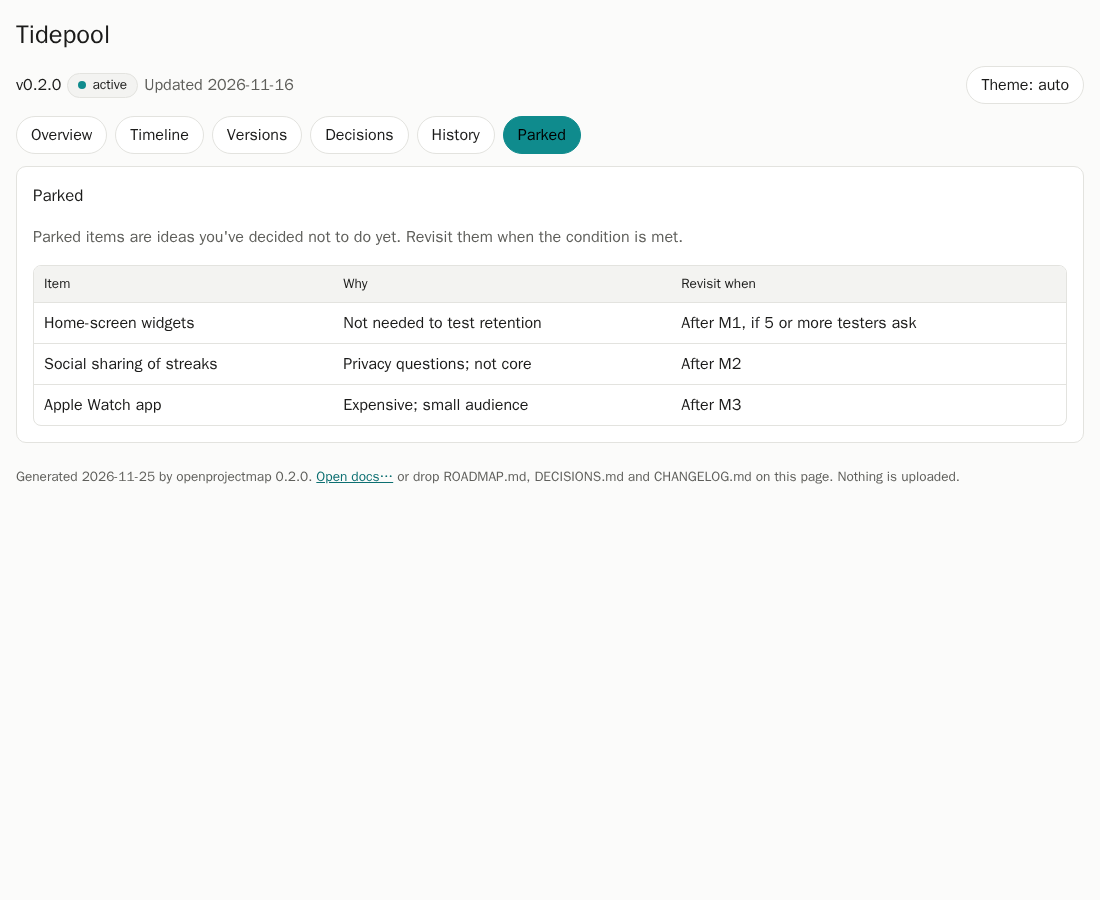 Tidepool
v0.2.0 active Updated 2026-11-16 Theme: auto
Overview Timeline Versions Decisions History Parked
Parked
Parked items are ideas you've decided not to do yet. Revisit them when the condition is met.
Item Why Revisit when
Home-screen widgets Not needed to test retention After M1, if 5 or more testers ask
Social sharing of streaks Privacy questions; not core After M2
Apple Watch app Expensive; small audience After M3
Generated 2026-11-25 by openprojectmap 0.2.0. Open docs… or drop ROADMAP.md, DECISIONS.md and CHANGELOG.md on this page. Nothing is uploaded.